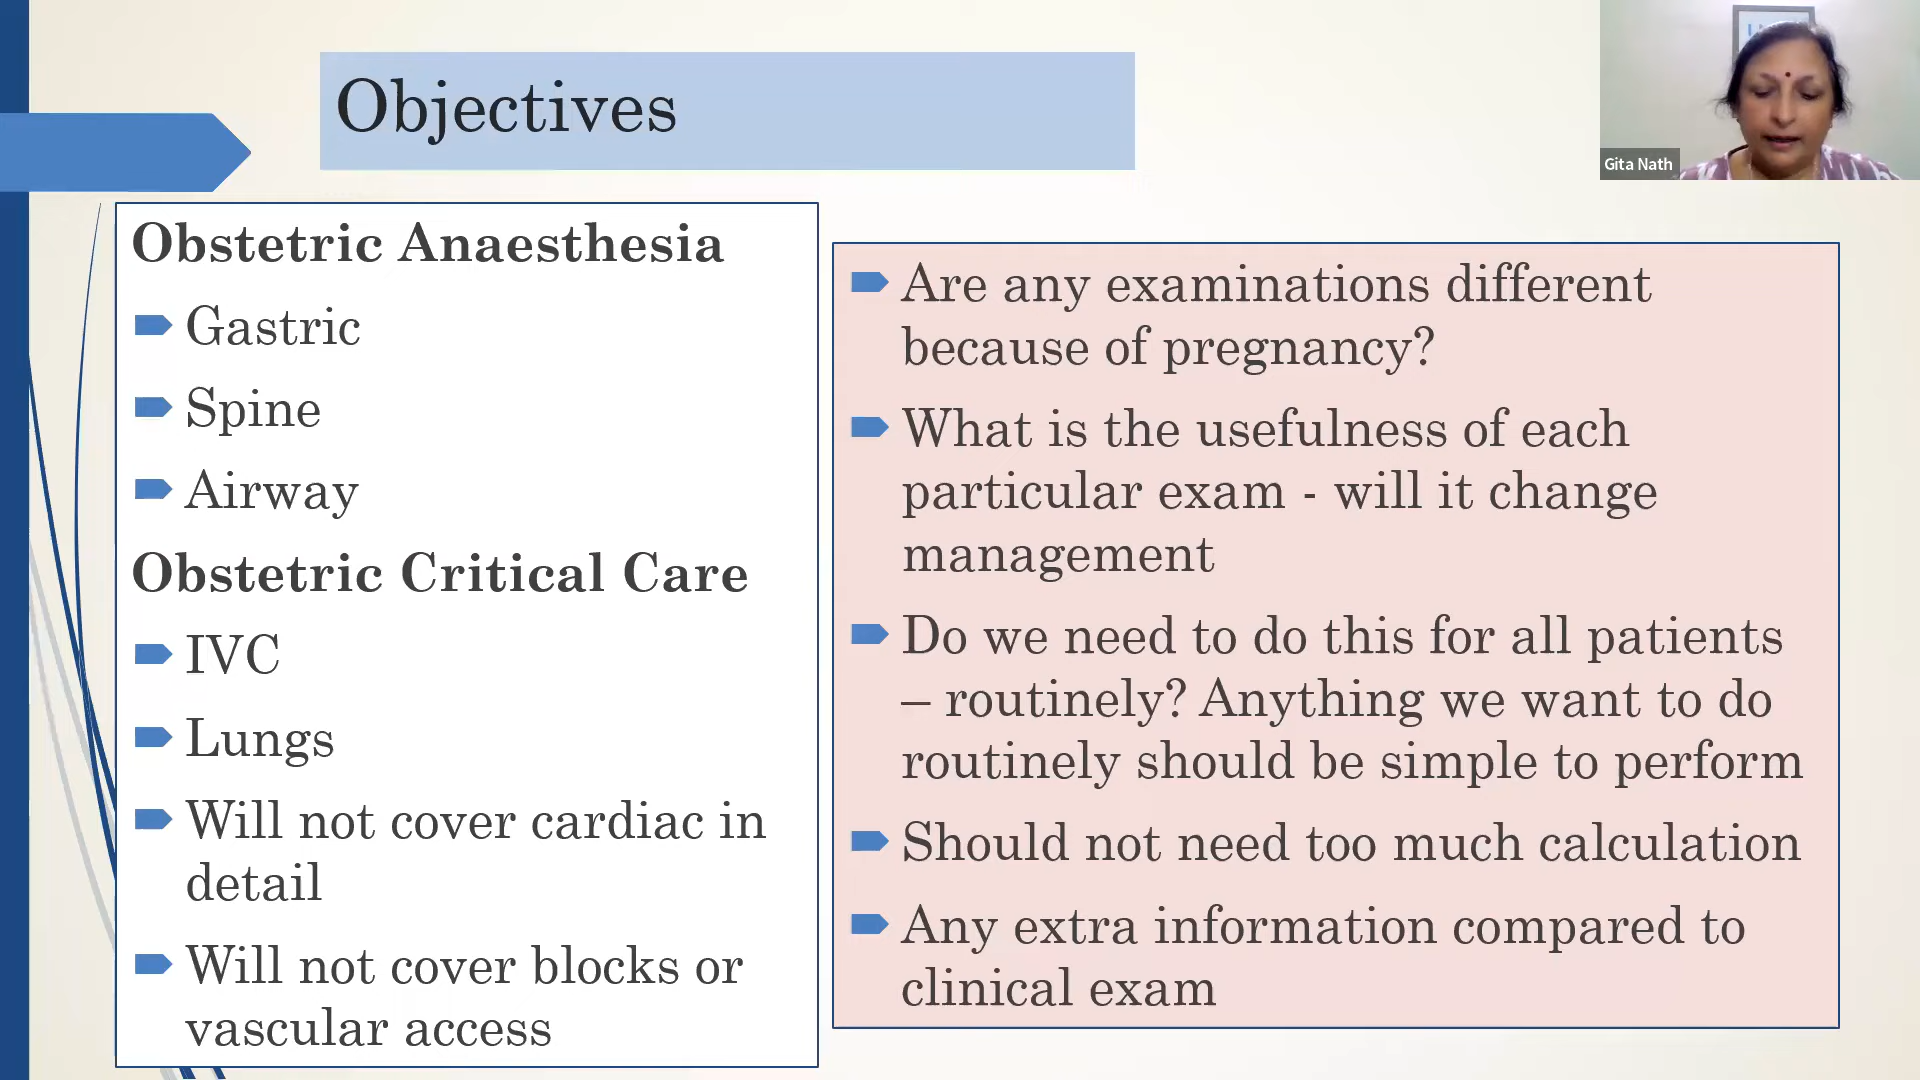 Objectives
Gita Nath
Obstetric Anaesthesia
Gastric
Spine
Airway
Obstetric Critical Care
IVC
Lungs
Will not cover cardiac in
detail
Will not cover blocks or
vascular access
Are any examinations different
because of pregnancy?
What is the usefulness of each
particular exam - will it change
management
Do we need to do this for all patients
– routinely? Anything we want to do
routinely should be simple to perform
Should not need too much calculation
Any extra information compared to
clinical exam